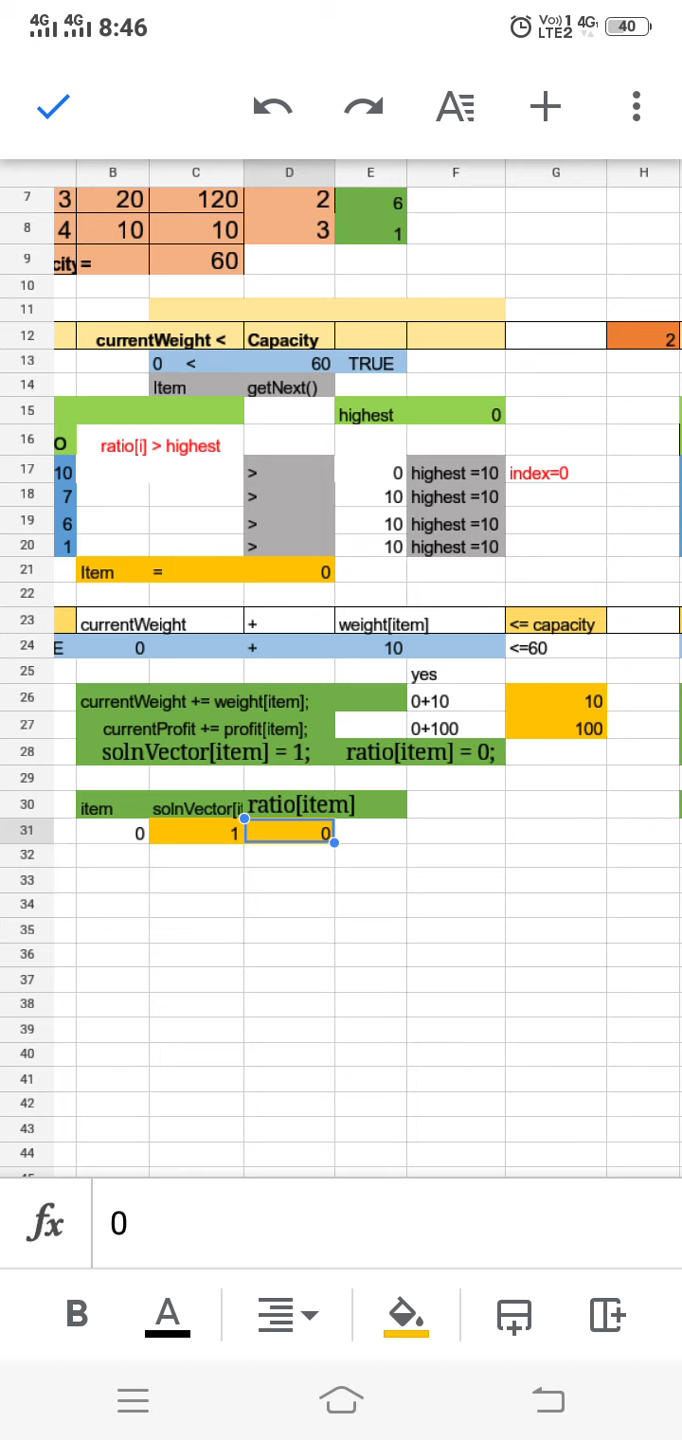 4G 4G 8:46 Vo)) 1 4G 40
LTE2
A
B C D E F G H
7 3 20 120 2 6
8 4 10 10 3 1
9 city = 60
10
11
12 currentWeight < Capacity 2
13 0 < 60 TRUE
14 Item getNext()
15 highest 0
16 O ratio[i] > highest
17 10 > 0 highest =10 index=0
18 7 > 10 highest =10
19 6 > 10 highest =10
20 1 > 10 highest =10
21 Item = 0
22
23 currentWeight + weight[item] <= capacity
24 E 0 + 10 <=60
25 yes
26 currentWeight += weight[item]; 0+10 10
27 currentProfit += profit[item]; 0+100 100
28 solnVector[item] = 1; ratio[item] = 0;
29
30 item solnVector[i ratio[item]
31 0 1 0
32
33
34
35
36
37
38
39
40
41
42
43
44
fx 0
B A